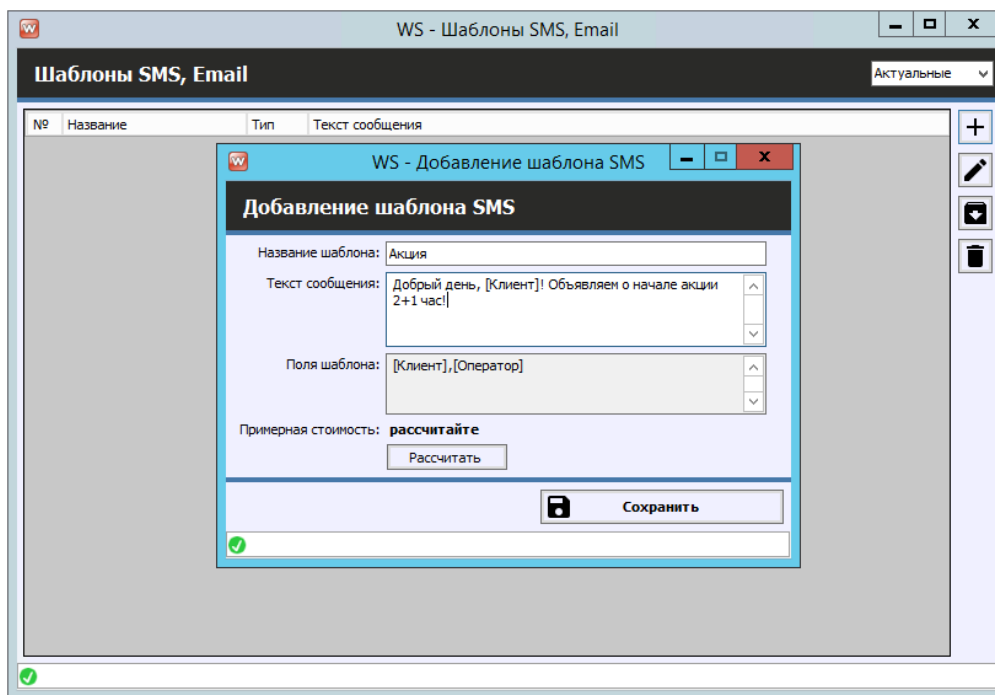 WS - Шаблоны SMS, Email
Шаблоны SMS, Email
Актуальные
№ Название Тип Текст сообщения
WS - Добавление шаблона SMS
Добавление шаблона SMS
Название шаблона: Акция
Текст сообщения: Добрый день, [Клиент]! Объявляем о начале акции
2+1 час!
Поля шаблона: [Клиент],[Оператор]
Примерная стоимость: рассчитайте
Рассчитать
Сохранить